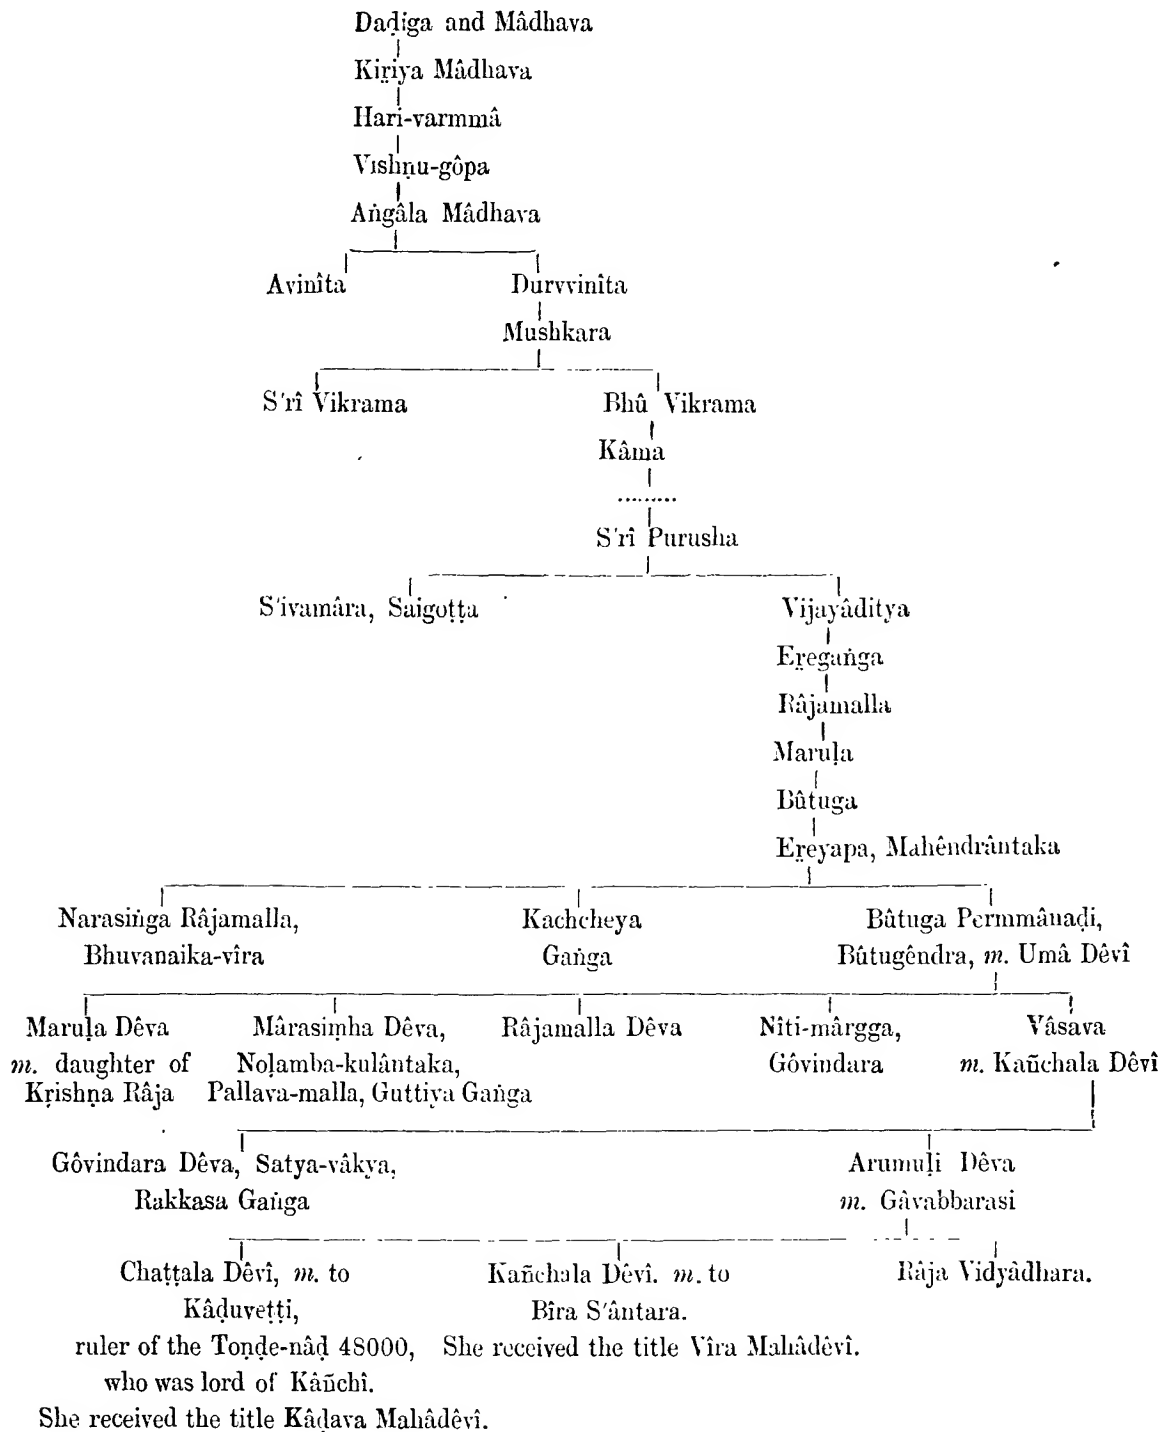 Daḍiga and Mâdhava
Kiṟiya Mâdhava
Hari-varmmâ
Vishṇu-gôpa
Aṅgâla Mâdhava
Avinîta Durvvinîta
Mushkara
S'rî Vikrama Bhû Vikrama
Kâma
.........
S'rî Purusha
S'ivamâra, Saigoṭṭa Vijayâditya
Eṟegaṅga
Râjamalla
Maruḷa
Bûtuga
Eṟeyapa, Mahêndrântaka
Narasiṅga Râjamalla, Kachcheya Bûtuga Permmânaḍi,
Bhuvanaika-vîra Gaṅga Bûtugêndra, m. Umâ Dêvî
Maruḷa Dêva Mârasiṃha Dêva, Râjamalla Dêva Nîti-mârgga, Vâsava
m. daughter of Noḷamba-kulântaka, Gôvindara m. Kañchala Dêvî
Kṛishṇa Râja Pallava-malla, Guttiya Gaṅga
Gôvindara Dêva, Satya-vâkya, Arumuḷi Dêva
Rakkasa Gaṅga m. Gâvabbarasi
Chaṭṭala Dêvî, m. to Kañchala Dêvî. m. to Râja Vidyâdhara.
Kâḍuveṭṭi, Bîra S'ântara.
ruler of the Toṇḍe-nâḍ 48000, She received the title Vîra Mahâdêvî.
who was lord of Kâñchî.
She received the title Kâḍava Mahâdêvî.